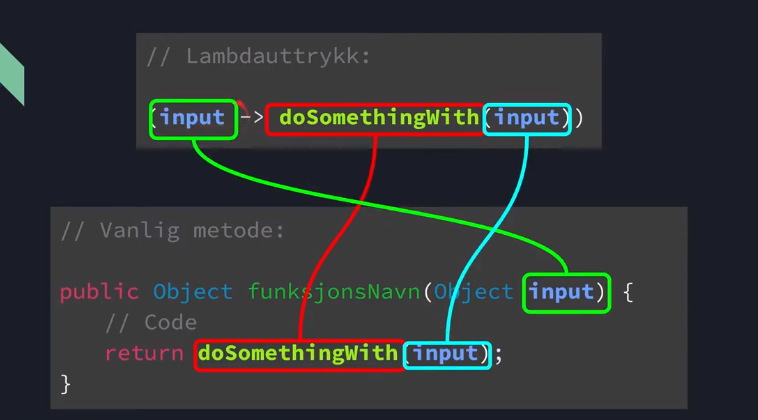 // Lambdauttrykk:
(input -> doSomethingWith(input))
// Vanlig metode:
public Object funksjonsNavn(Object input) {
// Code
return doSomethingWith(input);
}